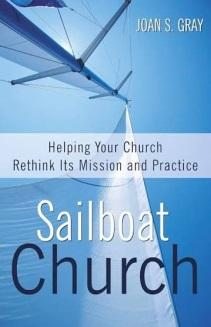 JOAN S. GRAY
Helping Your Church
Rethink Its Mission and Practice
Sailboat
Church